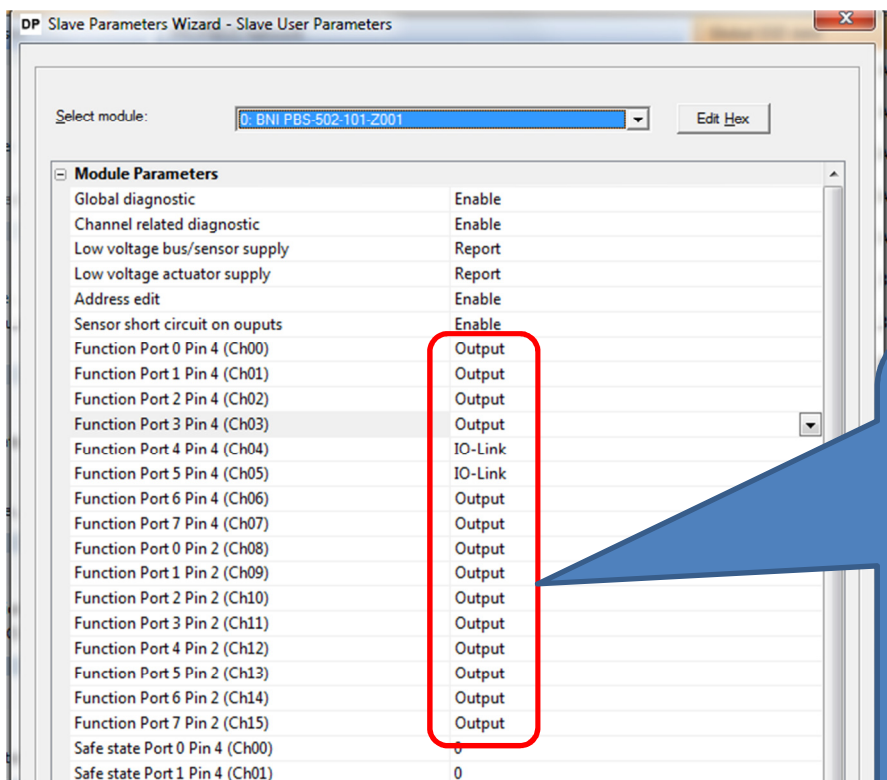 DP Slave Parameters Wizard - Slave User Parameters
Select module: 0: BNI PBS-502-101-Z001 Edit Hex
Module Parameters
Global diagnostic Enable
Channel related diagnostic Enable
Low voltage bus/sensor supply Report
Low voltage actuator supply Report
Address edit Enable
Sensor short circuit on ouputs Enable
Function Port 0 Pin 4 (Ch00) Output
Function Port 1 Pin 4 (Ch01) Output
Function Port 2 Pin 4 (Ch02) Output
Function Port 3 Pin 4 (Ch03) Output
Function Port 4 Pin 4 (Ch04) IO-Link
Function Port 5 Pin 4 (Ch05) IO-Link
Function Port 6 Pin 4 (Ch06) Output
Function Port 7 Pin 4 (Ch07) Output
Function Port 0 Pin 2 (Ch08) Output
Function Port 1 Pin 2 (Ch09) Output
Function Port 2 Pin 2 (Ch10) Output
Function Port 3 Pin 2 (Ch11) Output
Function Port 4 Pin 2 (Ch12) Output
Function Port 5 Pin 2 (Ch13) Output
Function Port 6 Pin 2 (Ch14) Output
Function Port 7 Pin 2 (Ch15) Output
Safe state Port 0 Pin 4 (Ch00) 0
Safe state Port 1 Pin 4 (Ch01) 0